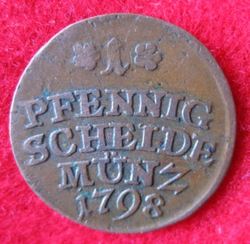 1
PFENNIG
SCHEIDE
MÜNZ
1798